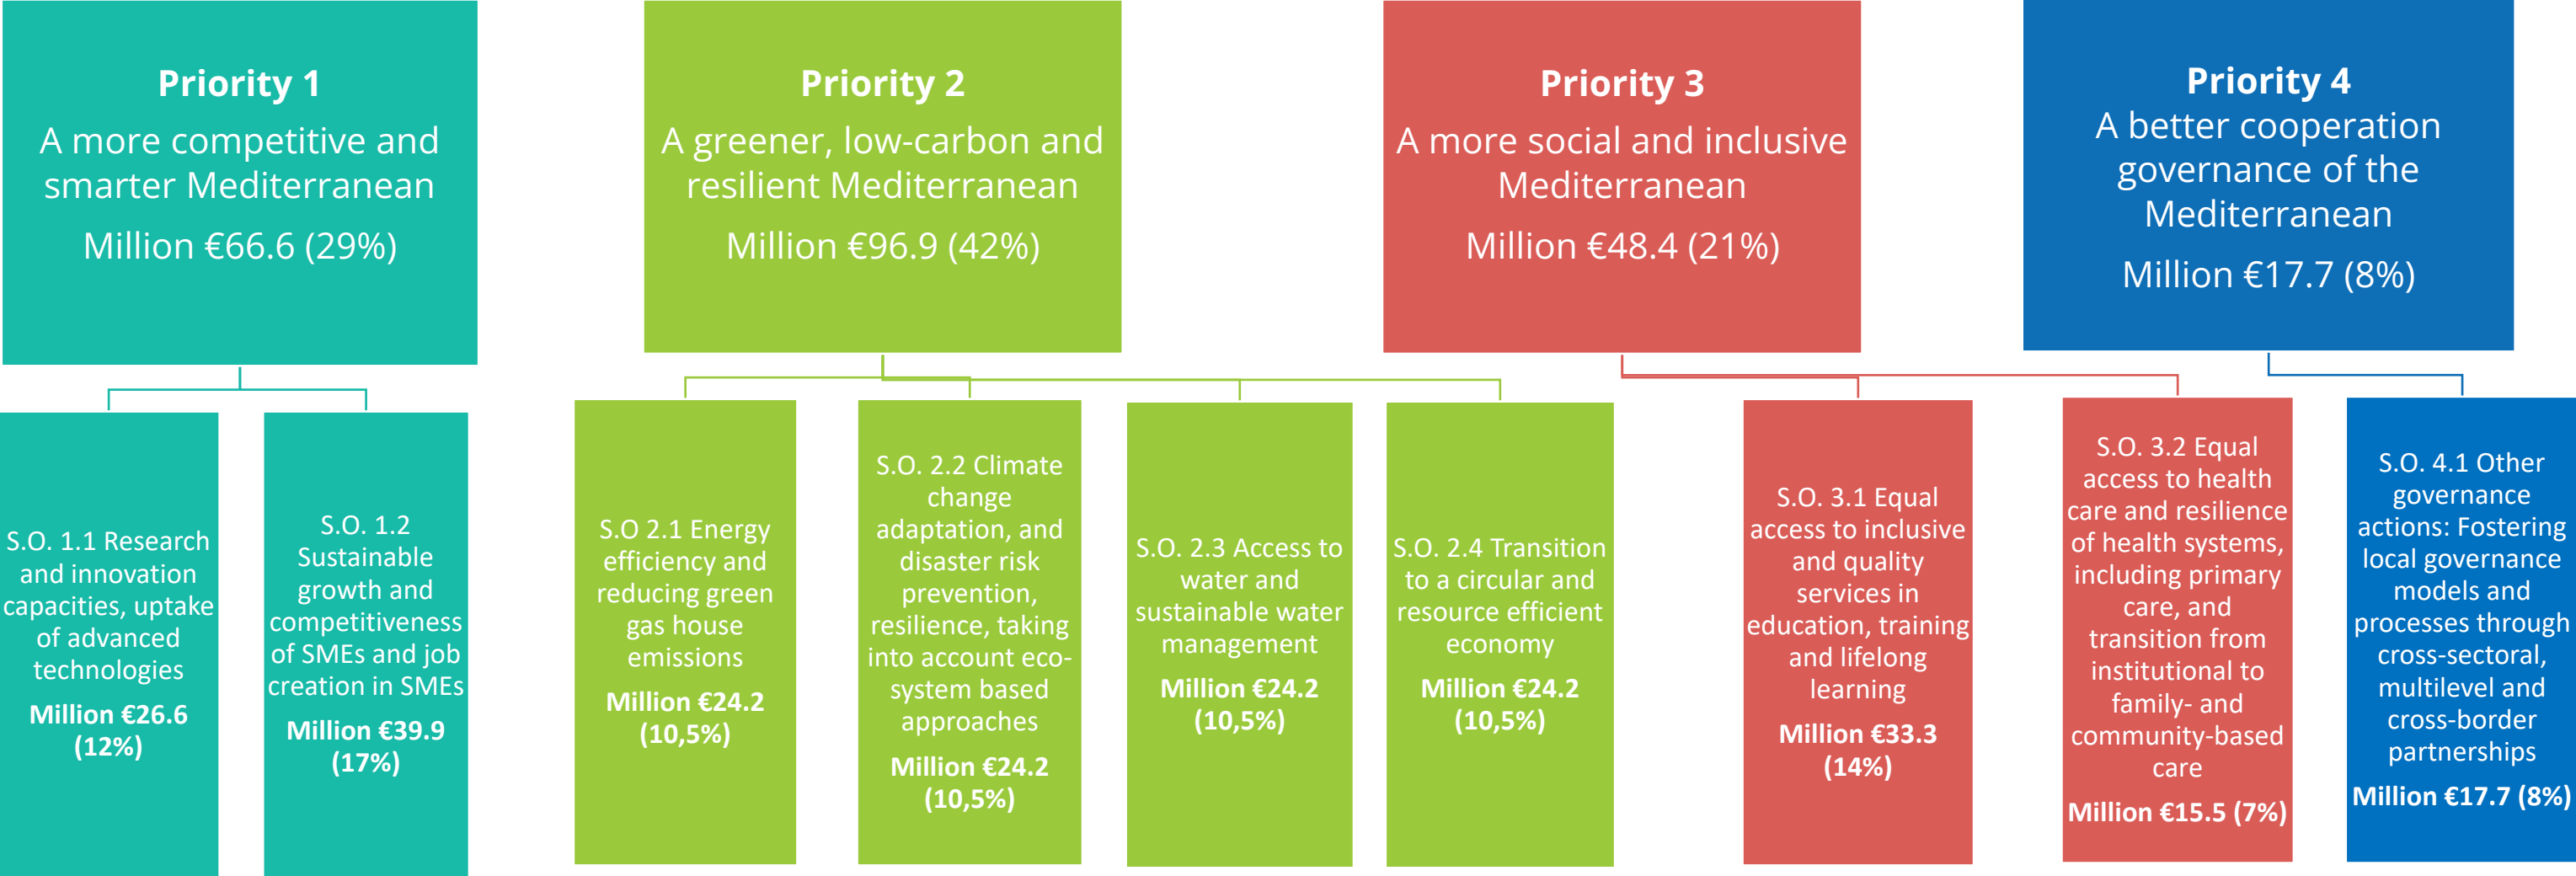 Priority 1
A more competitive and
smarter Mediterranean
Million €66.6 (29%)
Priority 2
A greener, low-carbon and
resilient Mediterranean
Million €96.9 (42%)
Priority 3
A more social and inclusive
Mediterranean
Million €48.4 (21%)
Priority 4
A better cooperation
governance of the
Mediterranean
Million €17.7 (8%)
S.O. 1.1 Research
and innovation
capacities, uptake
of advanced
technologies
Million €26.6
(12%)
S.O. 1.2
Sustainable
growth and
competitiveness
of SMEs and job
creation in SMEs
Million €39.9
(17%)
S.O 2.1 Energy
efficiency and
reducing green
gas house
emissions
Million €24.2
(10,5%)
S.O. 2.2 Climate
change
adaptation, and
disaster risk
prevention,
resilience, taking
into account eco-
system based
approaches
Million €24.2
(10,5%)
S.O. 2.3 Access to
water and
sustainable water
management
Million €24.2
(10,5%)
S.O. 2.4 Transition
to a circular and
resource efficient
economy
Million €24.2
(10,5%)
S.O. 3.1 Equal
access to inclusive
and quality
services in
education, training
and lifelong
learning
Million €33.3
(14%)
S.O. 3.2 Equal
access to health
care and resilience
of health systems,
including primary
care, and
transition from
institutional to
family- and
community-based
care
Million €15.5 (7%)
S.O. 4.1 Other
governance
actions: Fostering
local governance
models and
processes through
cross-sectoral,
multilevel and
cross-border
partnerships
Million €17.7 (8%)